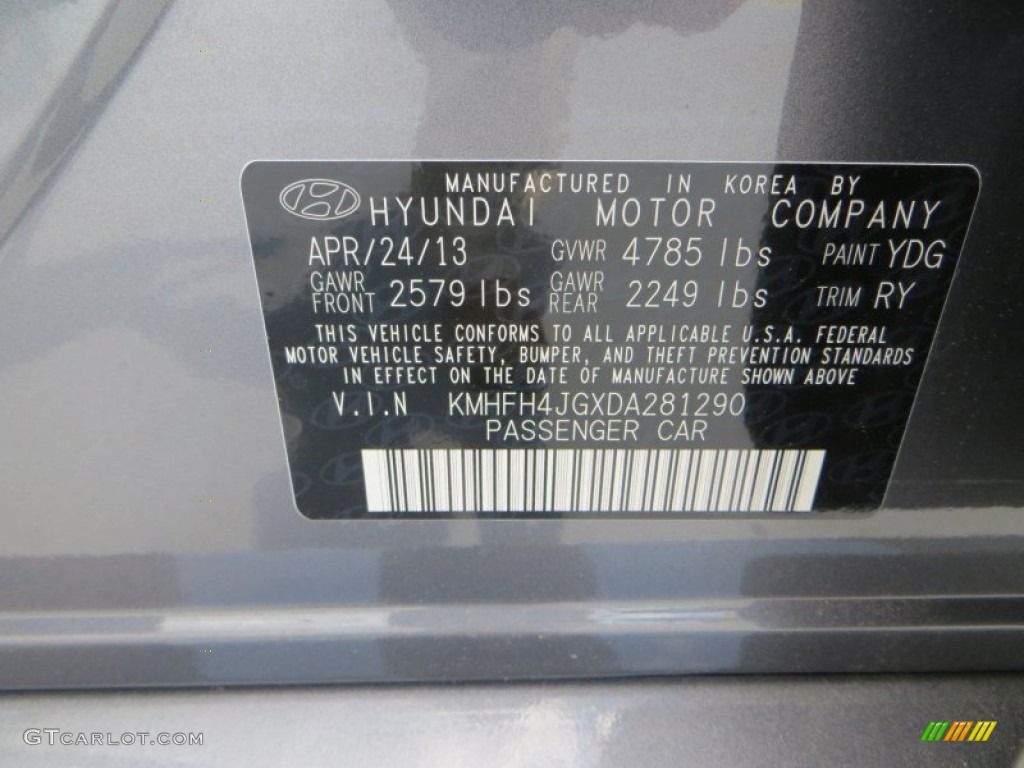 MANUFACTURED IN KOREA BY
HYUNDAI MOTOR COMPANY
APR/24/13 GVWR 4785 lbs PAINT YDG
GAWR FRONT 2579 lbs GAWR REAR 2249 lbs TRIM RY
THIS VEHICLE CONFORMS TO ALL APPLICABLE U.S.A. FEDERAL
MOTOR VEHICLE SAFETY, BUMPER, AND THEFT PREVENTION STANDARDS
IN EFFECT ON THE DATE OF MANUFACTURE SHOWN ABOVE
V.I.N KMHFH4JGXDA281290
PASSENGER CAR
GTCARLOT.COM